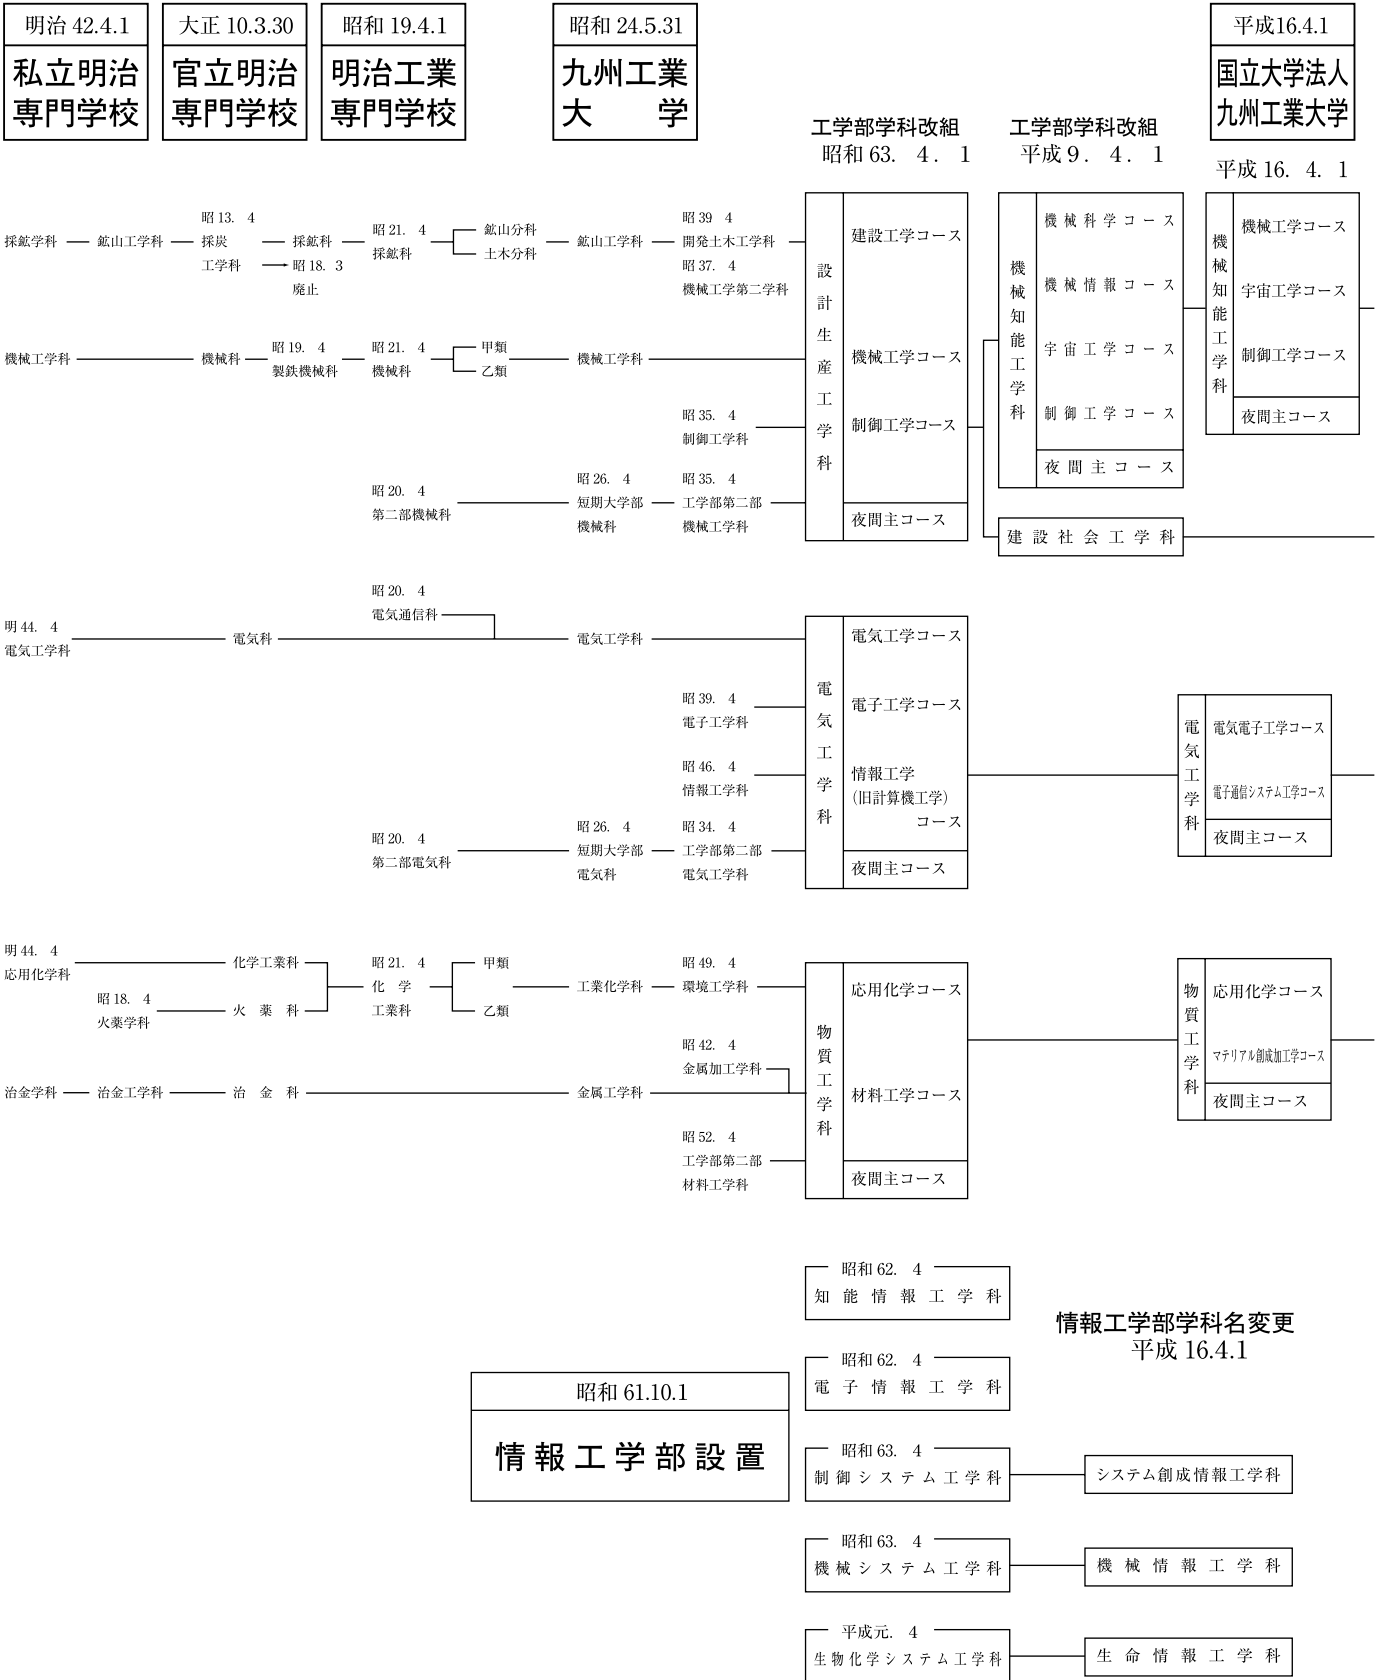 明治 42.4.1
私立明治
専門学校
大正 10.3.30
官立明治
専門学校
昭和 19.4.1
明治工業
専門学校
昭和 24.5.31
九州工業
大 学
平成16.4.1
国立大学法人
九州工業大学
工学部学科改組
昭和 63. 4. 1
工学部学科改組
平成 9. 4. 1
平成 16. 4. 1
採鉱学科
鉱山工学科
昭 13. 4
採炭
工学科
採鉱科
昭 18. 3
廃止
昭 21. 4
採鉱科
鉱山分科
土木分科
鉱山工学科
昭 39 4
開発土木工学科
昭 37. 4
機械工学第二学科
機械工学科
機械科
昭 19. 4
製鉄機械科
昭 21. 4
機械科
甲類
乙類
機械工学科
昭 35. 4
制御工学科
昭 20. 4
第二部機械科
昭 26. 4
短期大学部
機械科
昭 35. 4
工学部第二部
機械工学科
設計生産工学科
建設工学コース
機械工学コース
制御工学コース
夜間主コース
機械知能工学科
機械科学コース
機械情報コース
宇宙工学コース
制御工学コース
夜間主コース
建設社会工学科
機械知能工学科
機械工学コース
宇宙工学コース
制御工学コース
夜間主コース
明 44. 4
電気工学科
電気科
昭 20. 4
電気通信科
電気工学科
昭 39. 4
電子工学科
昭 46. 4
情報工学科
昭 20. 4
第二部電気科
昭 26. 4
短期大学部
電気科
昭 34. 4
工学部第二部
電気工学科
電気工学科
電気工学コース
電子工学コース
情報工学
(旧計算機工学)
コース
夜間主コース
電気工学科
電気電子工学コース
電子通信システム工学コース
夜間主コース
明 44. 4
応用化学科
昭 18. 4
火薬学科
化学工業科
火 薬 科
昭 21. 4
化 学
工業科
甲類
乙類
工業化学科
昭 49. 4
環境工学科
昭 42. 4
金属加工学科
冶金学科
冶金工学科
冶 金 科
金属工学科
昭 52. 4
工学部第二部
材料工学科
物質工学科
応用化学コース
材料工学コース
夜間主コース
物質工学科
応用化学コース
マテリアル創成加工学コース
夜間主コース
昭和 61.10.1
情報工学部設置
昭和 62. 4
知能情報工学科
昭和 62. 4
電子情報工学科
昭和 63. 4
制御システム工学科
昭和 63. 4
機械システム工学科
平成元. 4
生物化学システム工学科
情報工学部学科名変更
平成 16.4.1
システム創成情報工学科
機械情報工学科
生命情報工学科